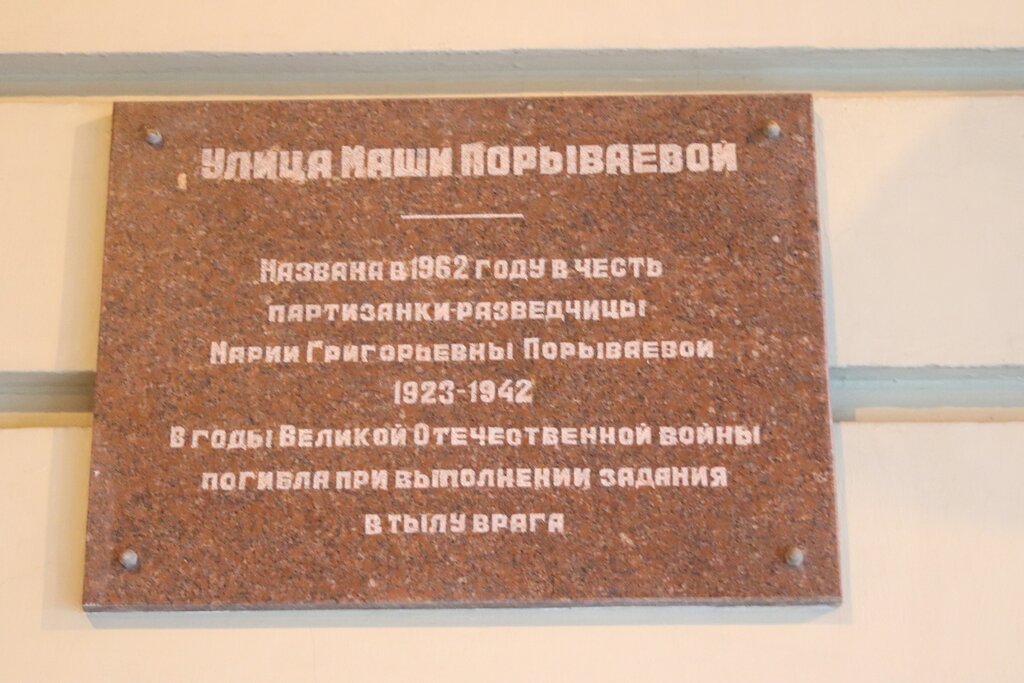 Улица Маши Порываевой
Названа в 1962 году в честь
партизанки-разведчицы
Марии Григорьевны Порываевой
1923-1942
В годы Великой Отечественной войны
погибла при выполнении задания
в тылу врага